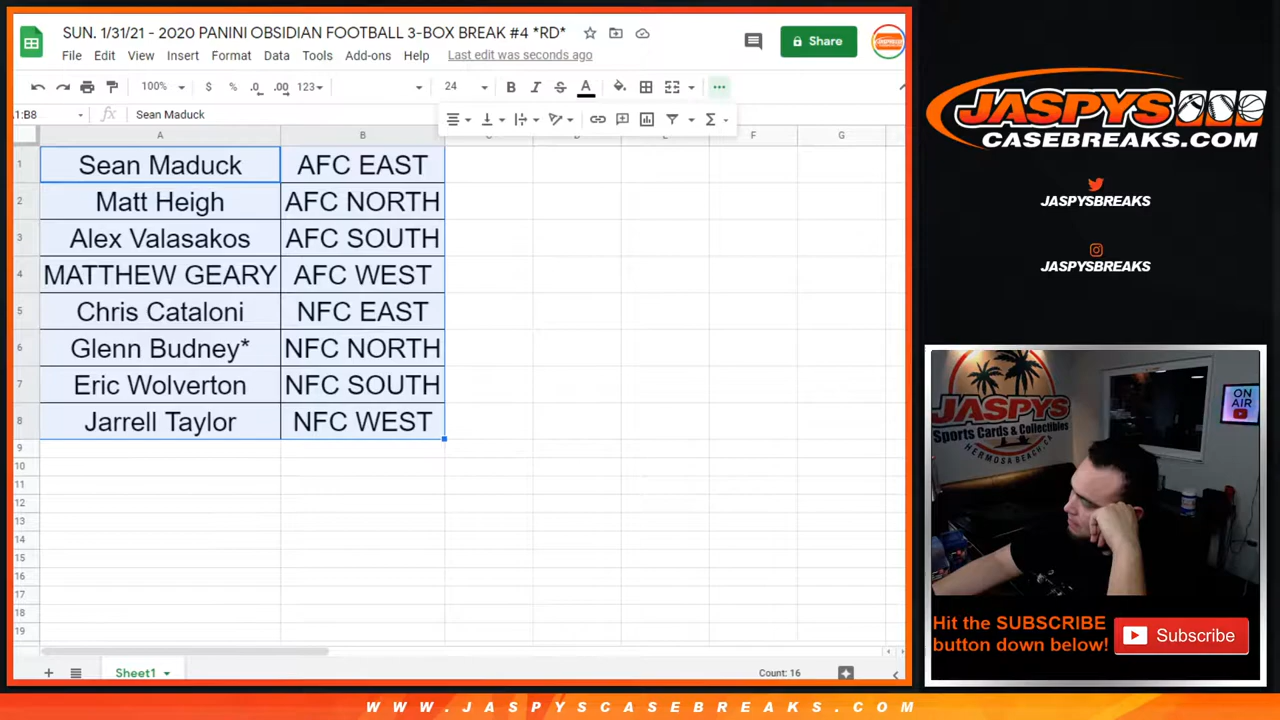 SUN. 1/31/21 - 2020 PANINI OBSIDIAN FOOTBALL 3-BOX BREAK #4 *RD*
File Edit View Insert Format Data Tools Add-ons Help Last edit was seconds ago
Share
100% $ % .0 .00 123 24 B I S A
1:B8 fx Sean Maduck
A B C D E F G
1 Sean Maduck AFC EAST
2 Matt Heigh AFC NORTH
3 Alex Valasakos AFC SOUTH
4 MATTHEW GEARY AFC WEST
5 Chris Cataloni NFC EAST
6 Glenn Budney* NFC NORTH
7 Eric Wolverton NFC SOUTH
8 Jarrell Taylor NFC WEST
9
10
11
12
13
14
15
16
17
18
19
Sheet1 Count: 16
JASPYS
CASEBREAKS.COM
JASPYSBREAKS
JASPYSBREAKS
JASPYS
Sports Cards & Collectibles
HERMOSA BEACH, CA
ON
AIR
Hit the SUBSCRIBE
button down below!
Subscribe
WWW.JASPYSCASEBREAKS.COM